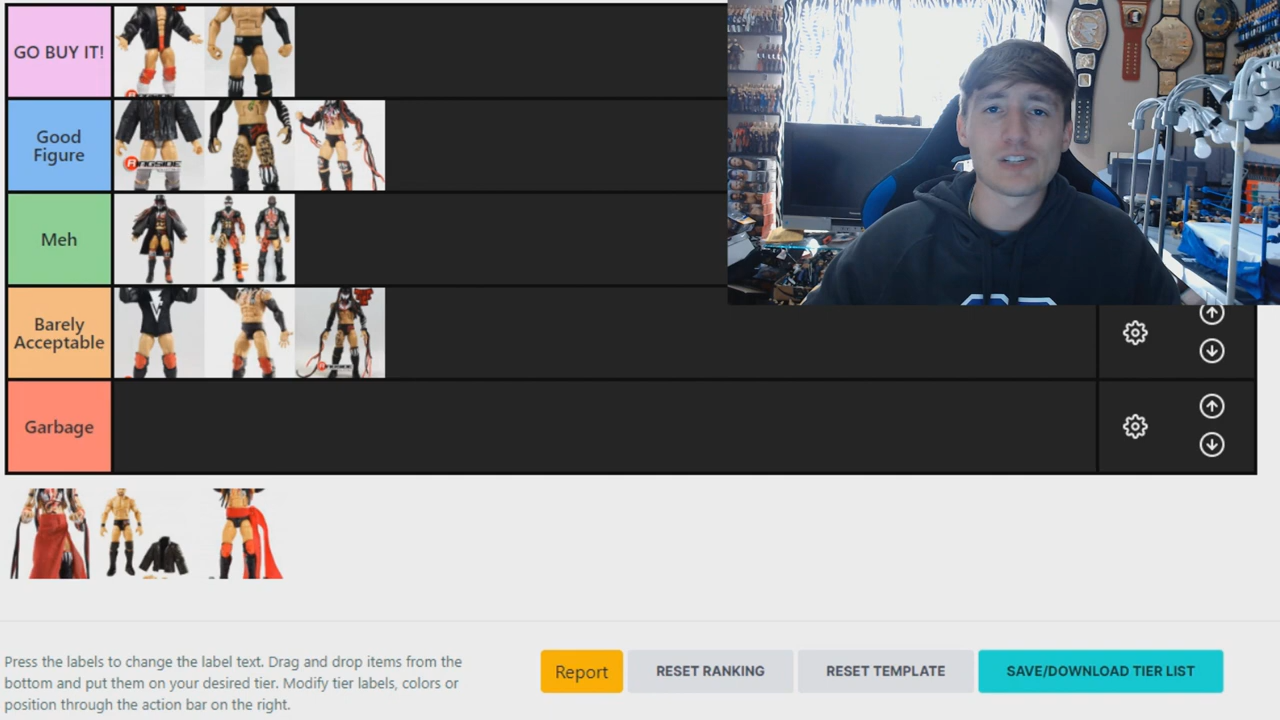 GO BUY IT!
Good
Figure
RINGSIDE
Meh
Barely
Acceptable
RINGSIDE
Garbage
Press the labels to change the label text. Drag and drop items from the
bottom and put them on your desired tier. Modify tier labels, colors or
position through the action bar on the right.
Report
RESET RANKING
RESET TEMPLATE
SAVE/DOWNLOAD TIER LIST